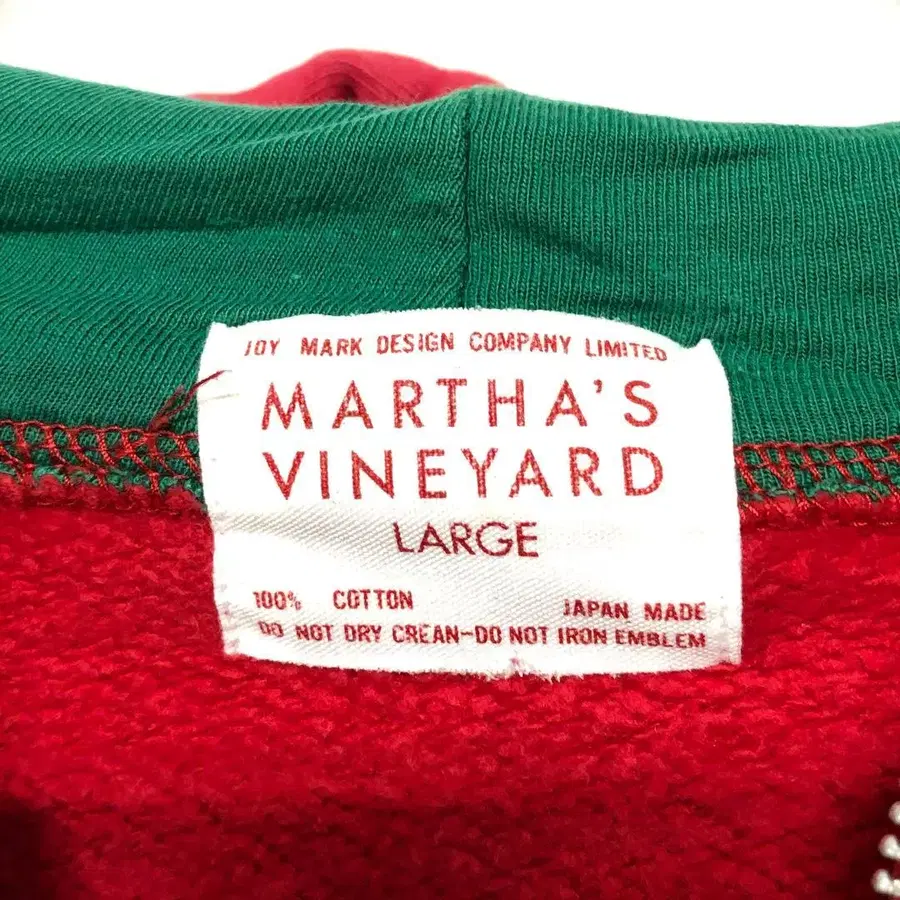 JOY MARK DESIGN COMPANY LIMITED
MARTHA'S
VINEYARD
LARGE
100% COTTON JAPAN MADE
DO NOT DRY CREAN-DO NOT IRON EMBLEM